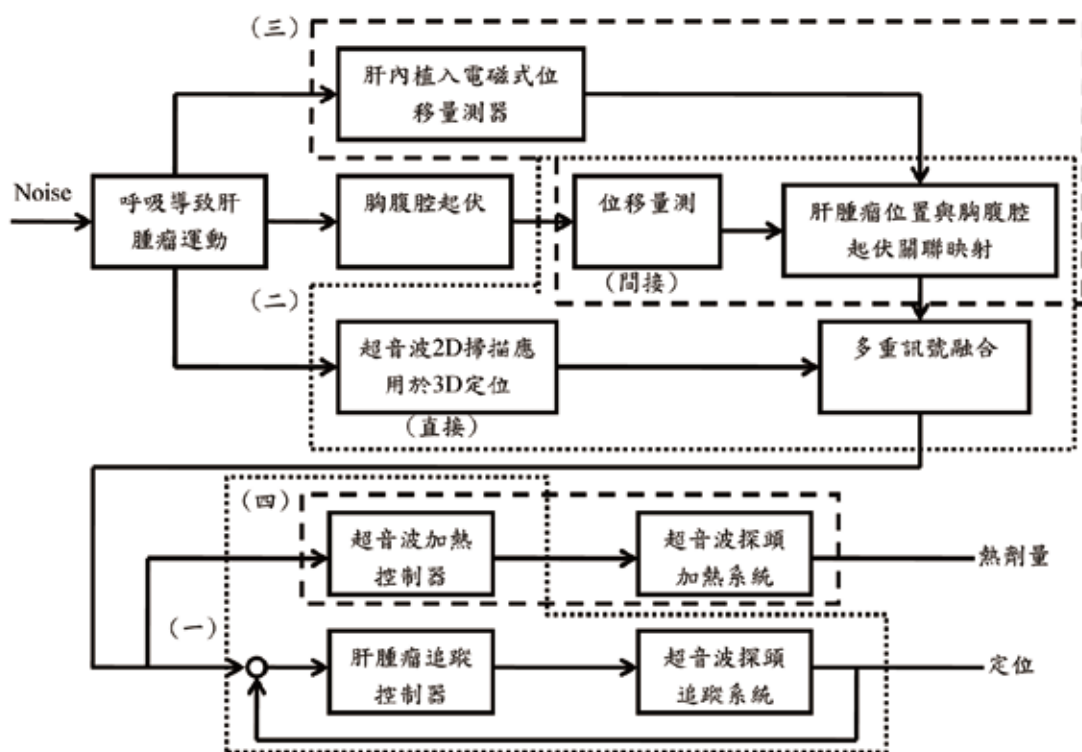 (三)
肝內植入電磁式位
移量測器
Noise
呼吸導致肝
腫瘤運動
胸腹腔起伏
位移量測
(間接)
肝腫瘤位置與胸腹腔
起伏關聯映射
(二)
超音波2D掃描應
用於3D定位
(直接)
多重訊號融合
(四)
超音波加熱
控制器
超音波探頭
加熱系統
熱劑量
(一)
肝腫瘤追蹤
控制器
超音波探頭
追蹤系統
定位